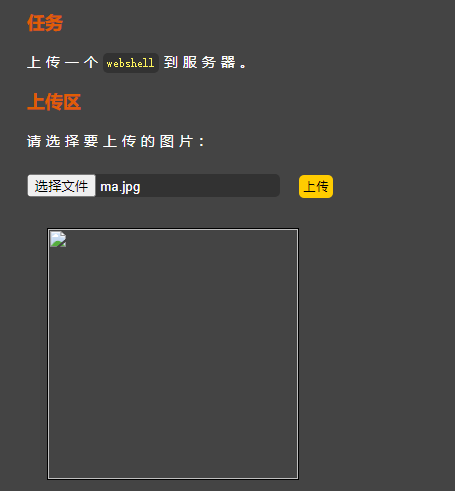 任务
上传一个 webshell 到服务器。
上传区
请选择要上传的图片：
选择文件 ma.jpg 上传